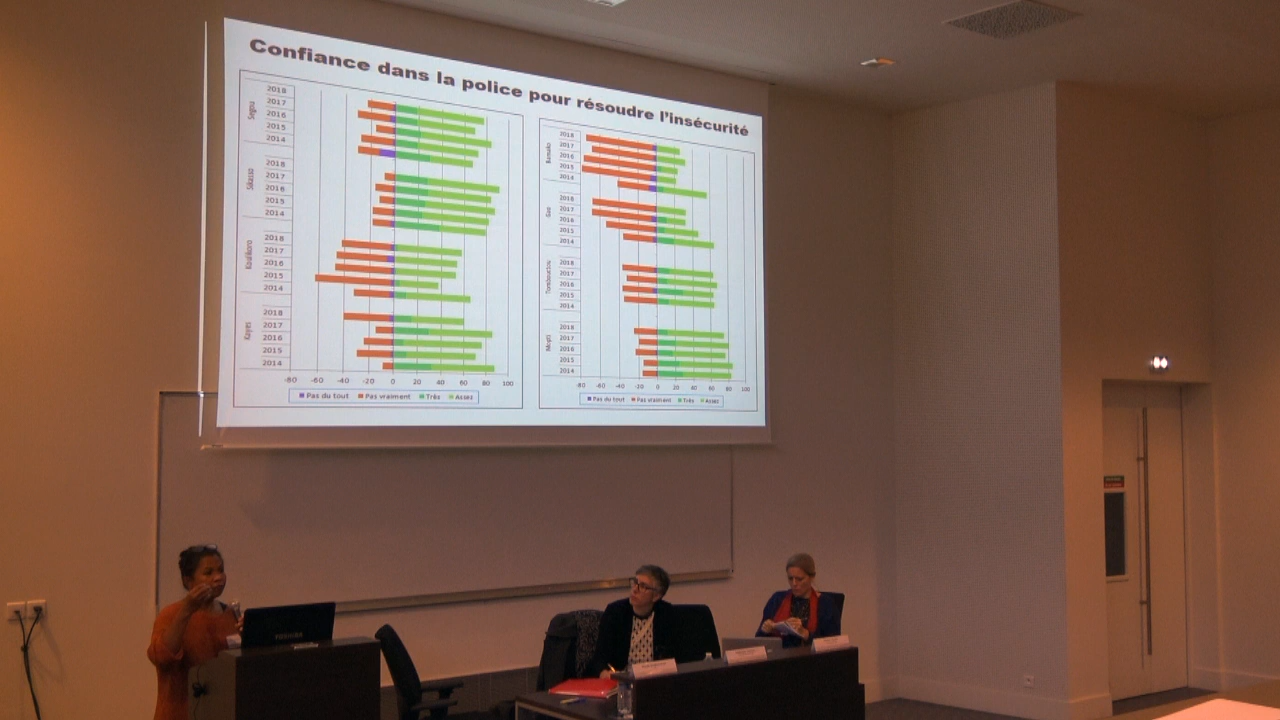 Confiance dans la police pour résoudre l'insécurité
Segou
2018
2017
2016
2015
2014
Sikasso
2018
2017
2016
2015
2014
Koulikoro
2018
2017
2016
2015
2014
Kayes
2018
2017
2016
2015
2014
-80 -60 -40 -20 0 20 40 60 80 100
Pas du tout Pas vraiment Très Assez
Bamako
2018
2017
2016
2015
2014
Gao
2018
2017
2016
2015
2014
Tombouctou
2018
2017
2016
2015
2014
Mopti
2018
2017
2016
2015
2014
-80 -60 -40 -20 0 20 40 60 80 100
Pas du tout Pas vraiment Très Assez
TOSHIBA